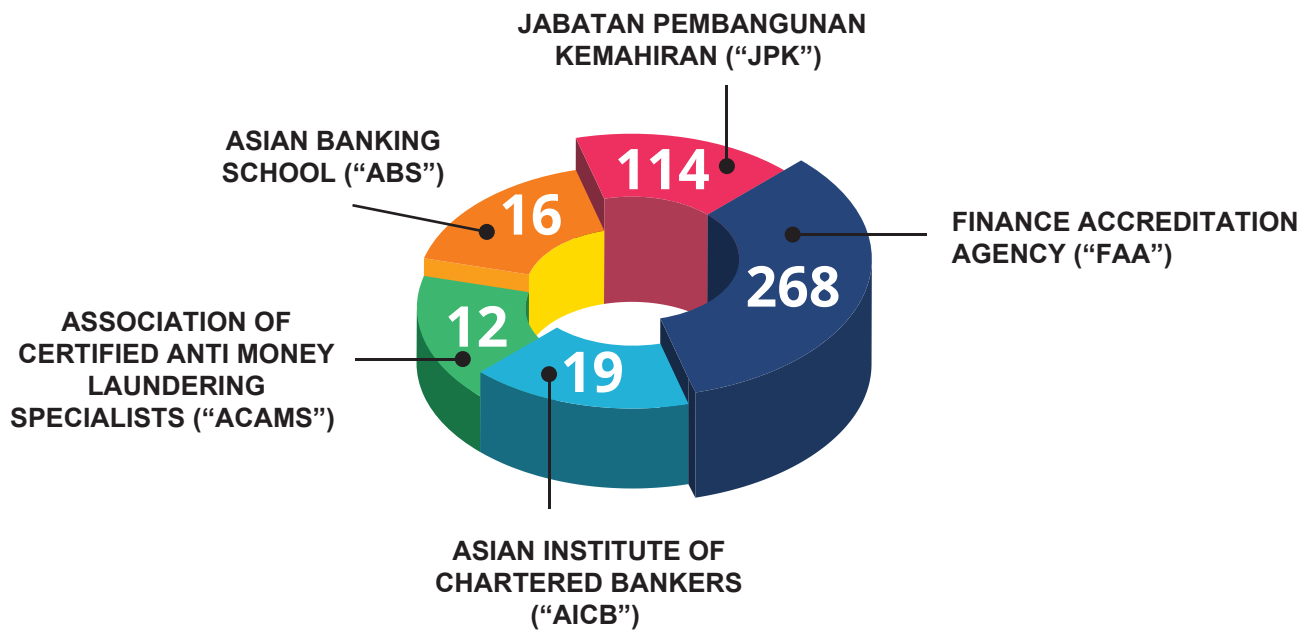 JABATAN PEMBANGUNAN
KEMAHIRAN (“JPK”)
114
ASIAN BANKING
SCHOOL (“ABS”)
16
FINANCE ACCREDITATION
AGENCY (“FAA”)
268
ASSOCIATION OF
CERTIFIED ANTI MONEY
LAUNDERING
SPECIALISTS (“ACAMS”)
12
19
ASIAN INSTITUTE OF
CHARTERED BANKERS
(“AICB”)